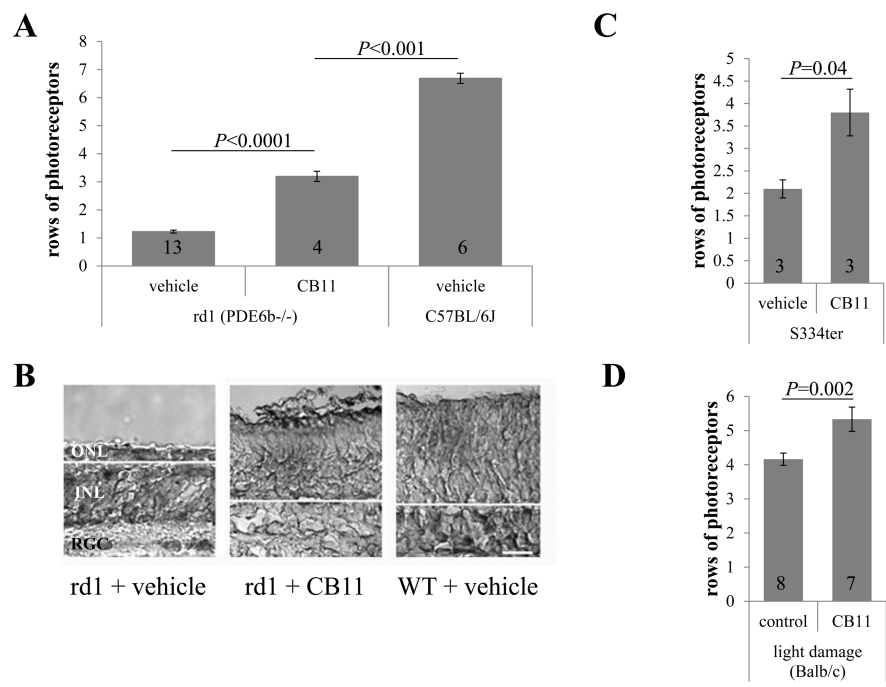 A
rows of photoreceptors
8
7
6
5
4
3
2
1
0
P<0.0001
P<0.001
13
4
6
vehicle
CB11
vehicle
rd1 (PDE6b-/-)
C57BL/6J
B
ONL
INL
RGC
rd1 + vehicle
rd1 + CB11
WT + vehicle
C
rows of photoreceptors
5
4.5
4
3.5
3
2.5
2
1.5
1
0.5
0
P=0.04
3
3
vehicle
CB11
S334ter
D
rows of photoreceptors
6
5
4
3
2
1
0
P=0.002
8
7
control
CB11
light damage
(Balb/c)